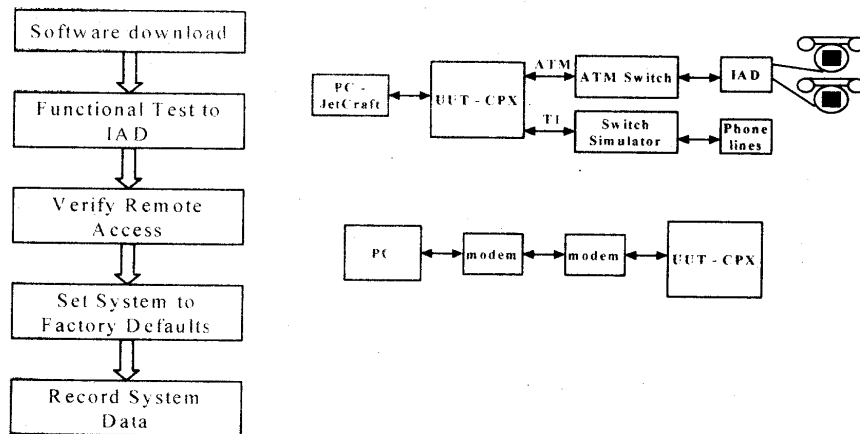 Software download
Functional Test to
IAD
Verify Remote
Access
Set System to
Factory Defaults
Record System
Data
PC -
JetCraft
UUT - CPX
ATM
ATM Switch
IAD
T1
Switch
Simulator
Phone
lines
PC
modem
modem
UUT - CPX